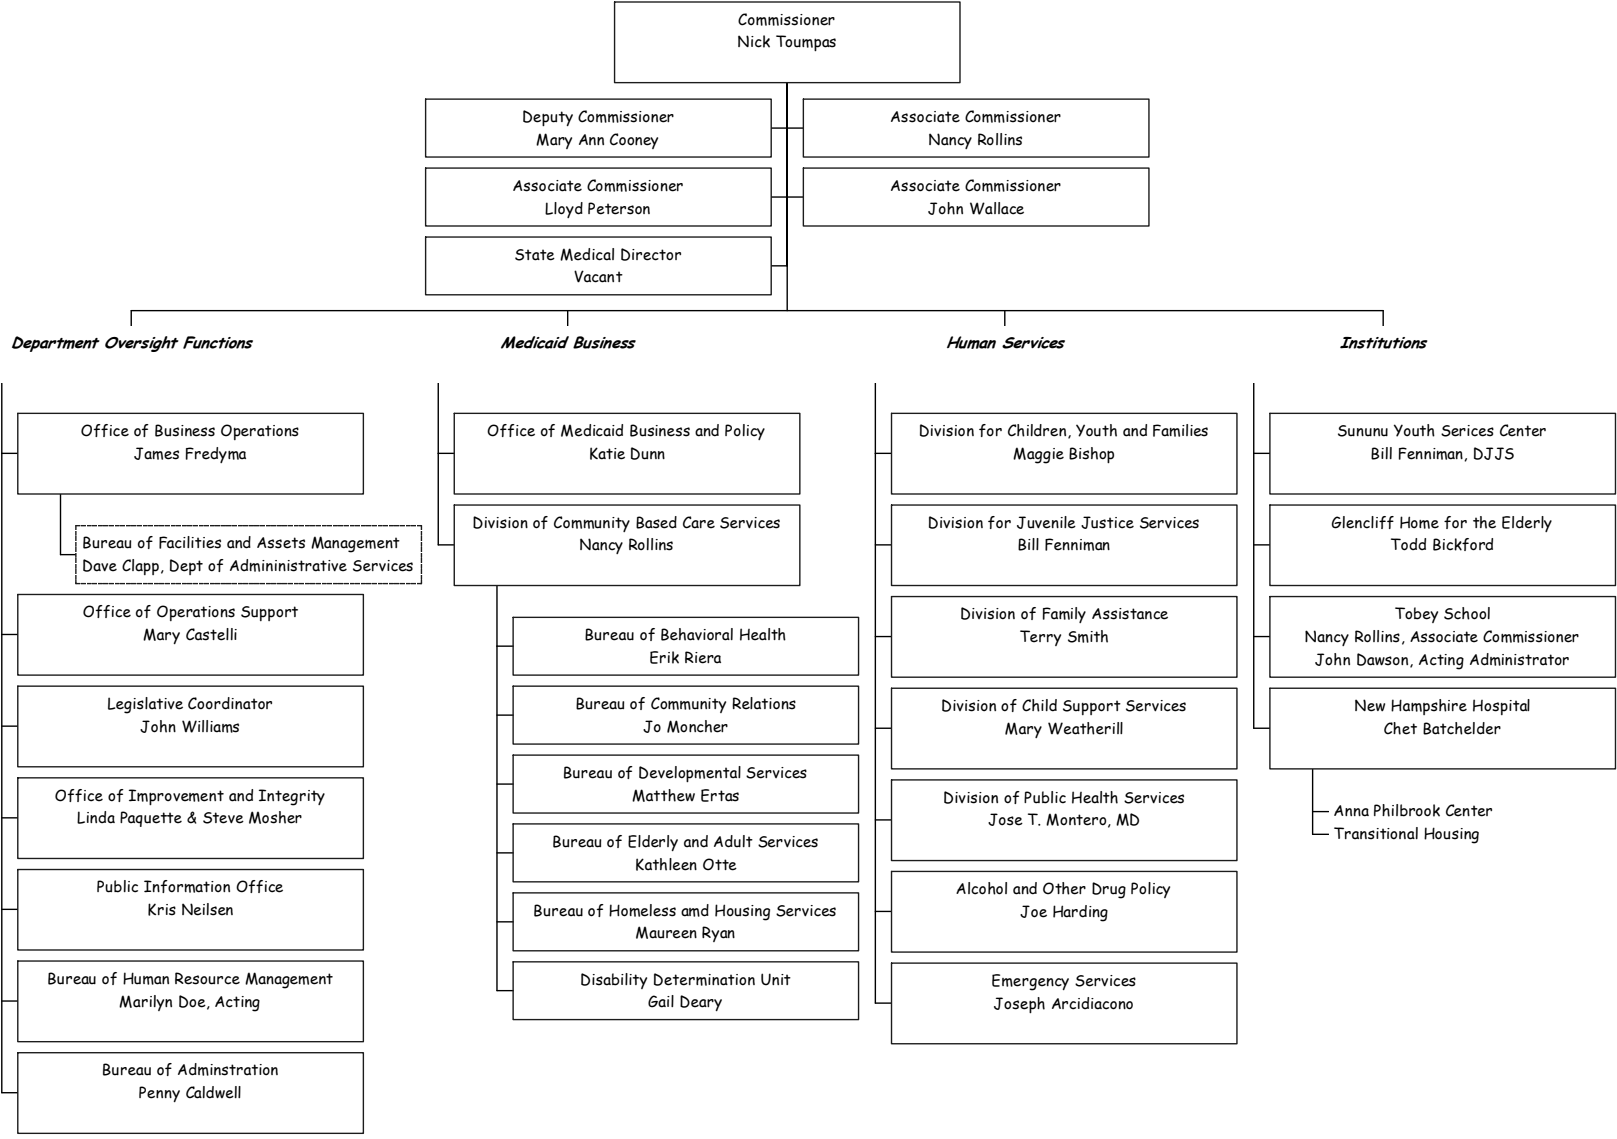 Commissioner
Nick Toumpas
Deputy Commissioner
Mary Ann Cooney
Associate Commissioner
Nancy Rollins
Associate Commissioner
Lloyd Peterson
Associate Commissioner
John Wallace
State Medical Director
Vacant
Department Oversight Functions
Office of Business Operations
James Fredyma
Bureau of Facilities and Assets Management
Dave Clapp, Dept of Admininistrative Services
Office of Operations Support
Mary Castelli
Legislative Coordinator
John Williams
Office of Improvement and Integrity
Linda Paquette & Steve Mosher
Public Information Office
Kris Neilsen
Bureau of Human Resource Management
Marilyn Doe, Acting
Bureau of Adminstration
Penny Caldwell
Medicaid Business
Office of Medicaid Business and Policy
Katie Dunn
Division of Community Based Care Services
Nancy Rollins
Bureau of Behavioral Health
Erik Riera
Bureau of Community Relations
Jo Moncher
Bureau of Developmental Services
Matthew Ertas
Bureau of Elderly and Adult Services
Kathleen Otte
Bureau of Homeless amd Housing Services
Maureen Ryan
Disability Determination Unit
Gail Deary
Human Services
Division for Children, Youth and Families
Maggie Bishop
Division for Juvenile Justice Services
Bill Fenniman
Division of Family Assistance
Terry Smith
Division of Child Support Services
Mary Weatherill
Division of Public Health Services
Jose T. Montero, MD
Alcohol and Other Drug Policy
Joe Harding
Emergency Services
Joseph Arcidiacono
Institutions
Sununu Youth Serices Center
Bill Fenniman, DJJS
Glencliff Home for the Elderly
Todd Bickford
Tobey School
Nancy Rollins, Associate Commissioner
John Dawson, Acting Administrator
New Hampshire Hospital
Chet Batchelder
Anna Philbrook Center
Transitional Housing